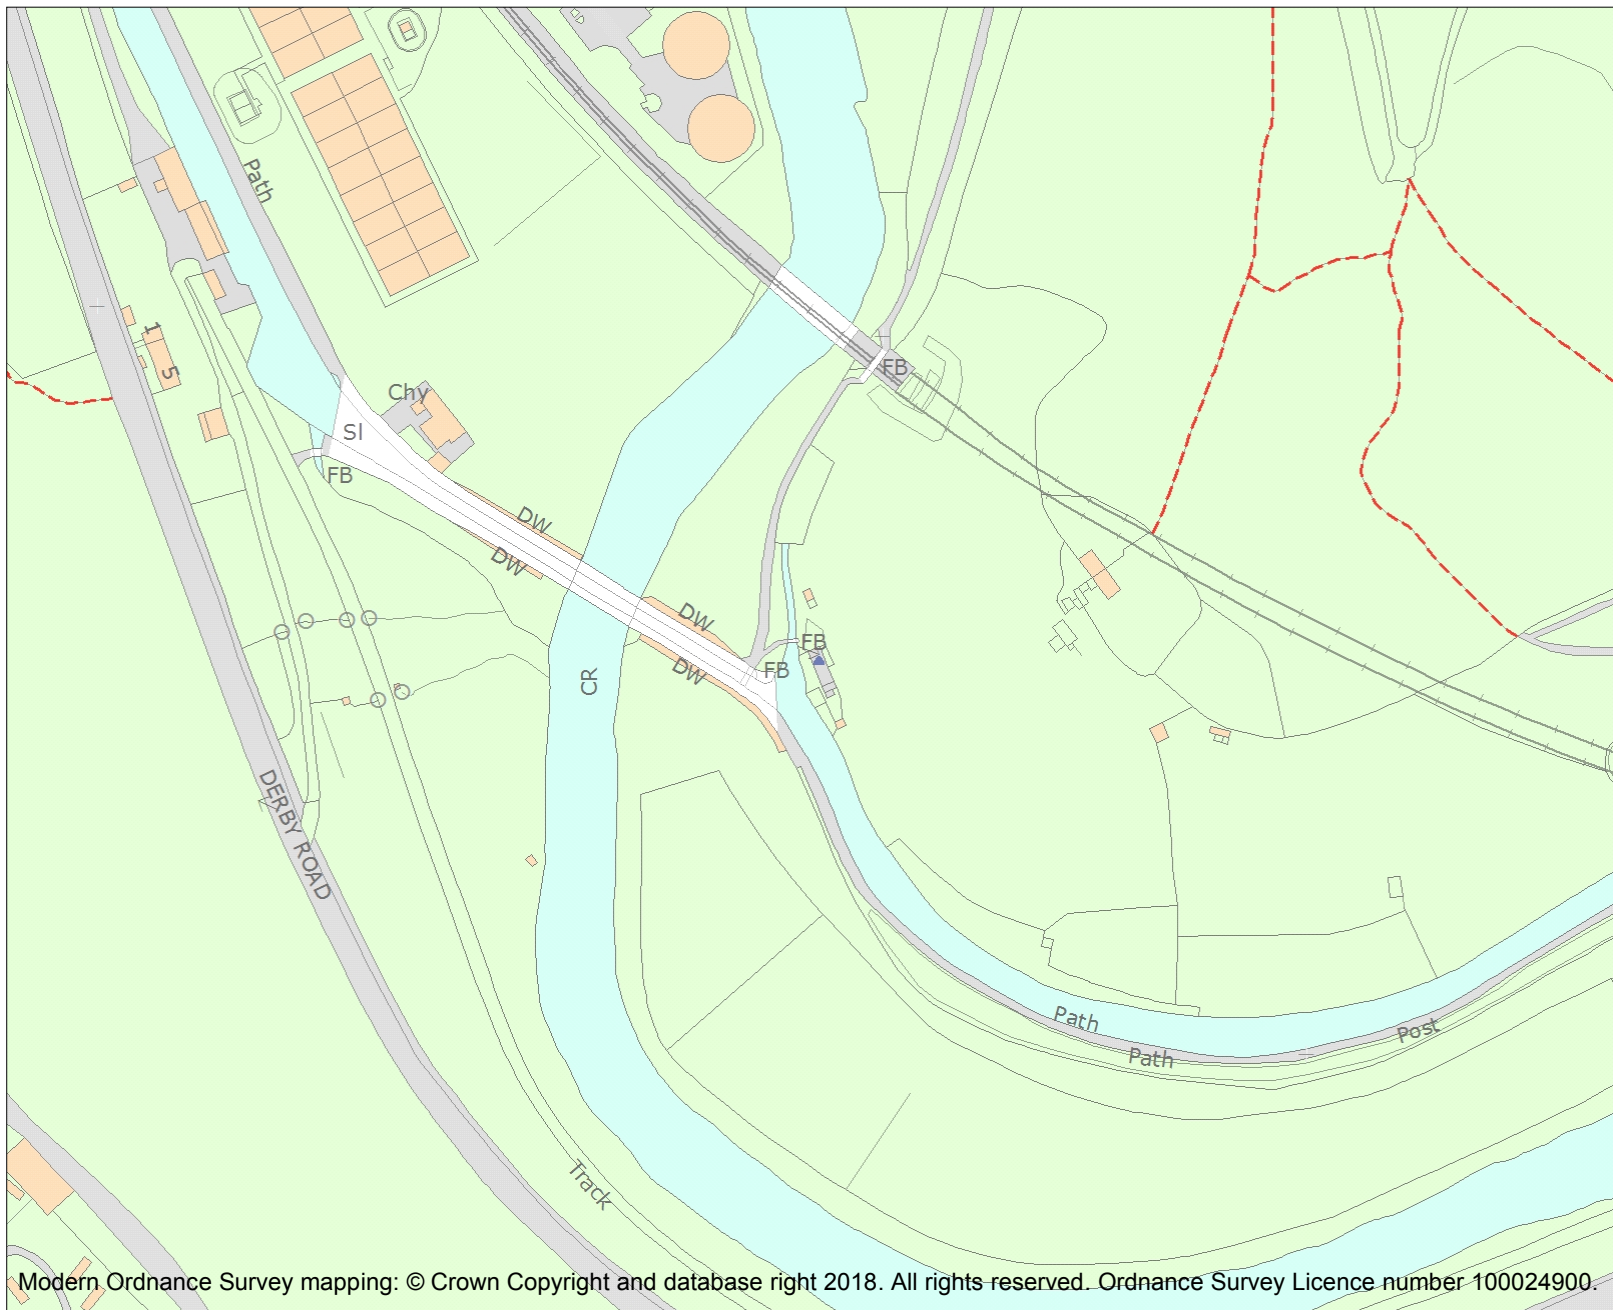 Path
1
5
Chy
FB
Sl
FB
DW
DW
DW
FB
FB
DW
CR
DERBY ROAD
Path
Path
Post
Track
Modern Ordnance Survey mapping: © Crown Copyright and database right 2018. All rights reserved. Ordnance Survey Licence number 100024900.